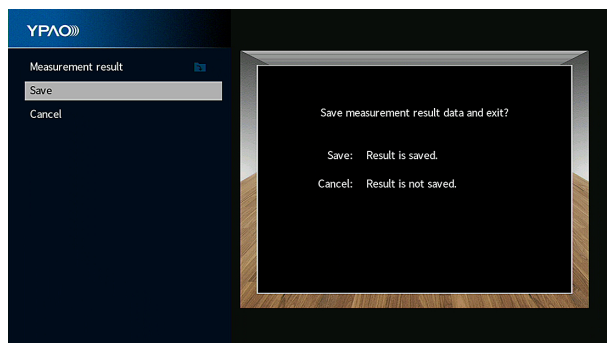 YPAO
Measurement result
Save
Cancel
Save measurement result data and exit?
Save: Result is saved.
Cancel: Result is not saved.